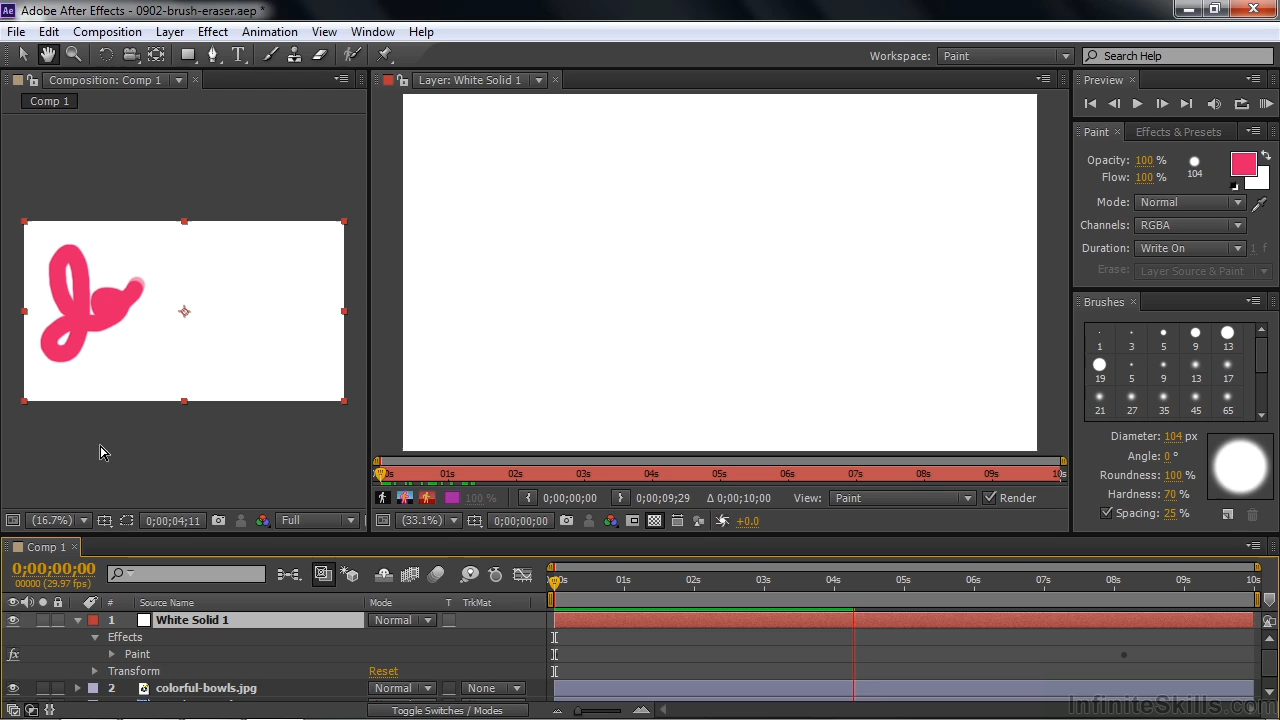 Ae Adobe After Effects - 0902-brush-eraser.aep *
File Edit Composition Layer Effect Animation View Window Help
T Workspace: Paint Search Help
Composition: Comp 1
Comp 1
Layer: White Solid 1
0s 01s 02s 03s 04s 05s 06s 07s 08s 09s 10s
100 % 0;00;00;00 0;00;09;29 Δ 0;00;10;00 View: Paint Render
(16.7%) 0;00;04;11 Full
(33.1%) 0;00;00;00 +0.0
Preview
Paint Effects & Presets
Opacity: 100 %
Flow: 100 %
104
Mode: Normal
Channels: RGBA
Duration: Write On 1 f
Erase: Layer Source & Paint
Brushes
1 3 5 9 13
19 5 9 13 17
21 27 35 45 65
Diameter: 104 px
Angle: 0 °
Roundness: 100 %
Hardness: 70 %
Spacing: 25 %
Comp 1
0;00;00;00
00000 (29.97 fps)
0s 01s 02s 03s 04s 05s 06s 07s 08s 09s 10s
# Source Name Mode T TrkMat
1 White Solid 1 Normal
Effects
fx Paint
Transform Reset
2 colorful-bowls.jpg Normal None
Toggle Switches / Modes
InfiniteSkills.com